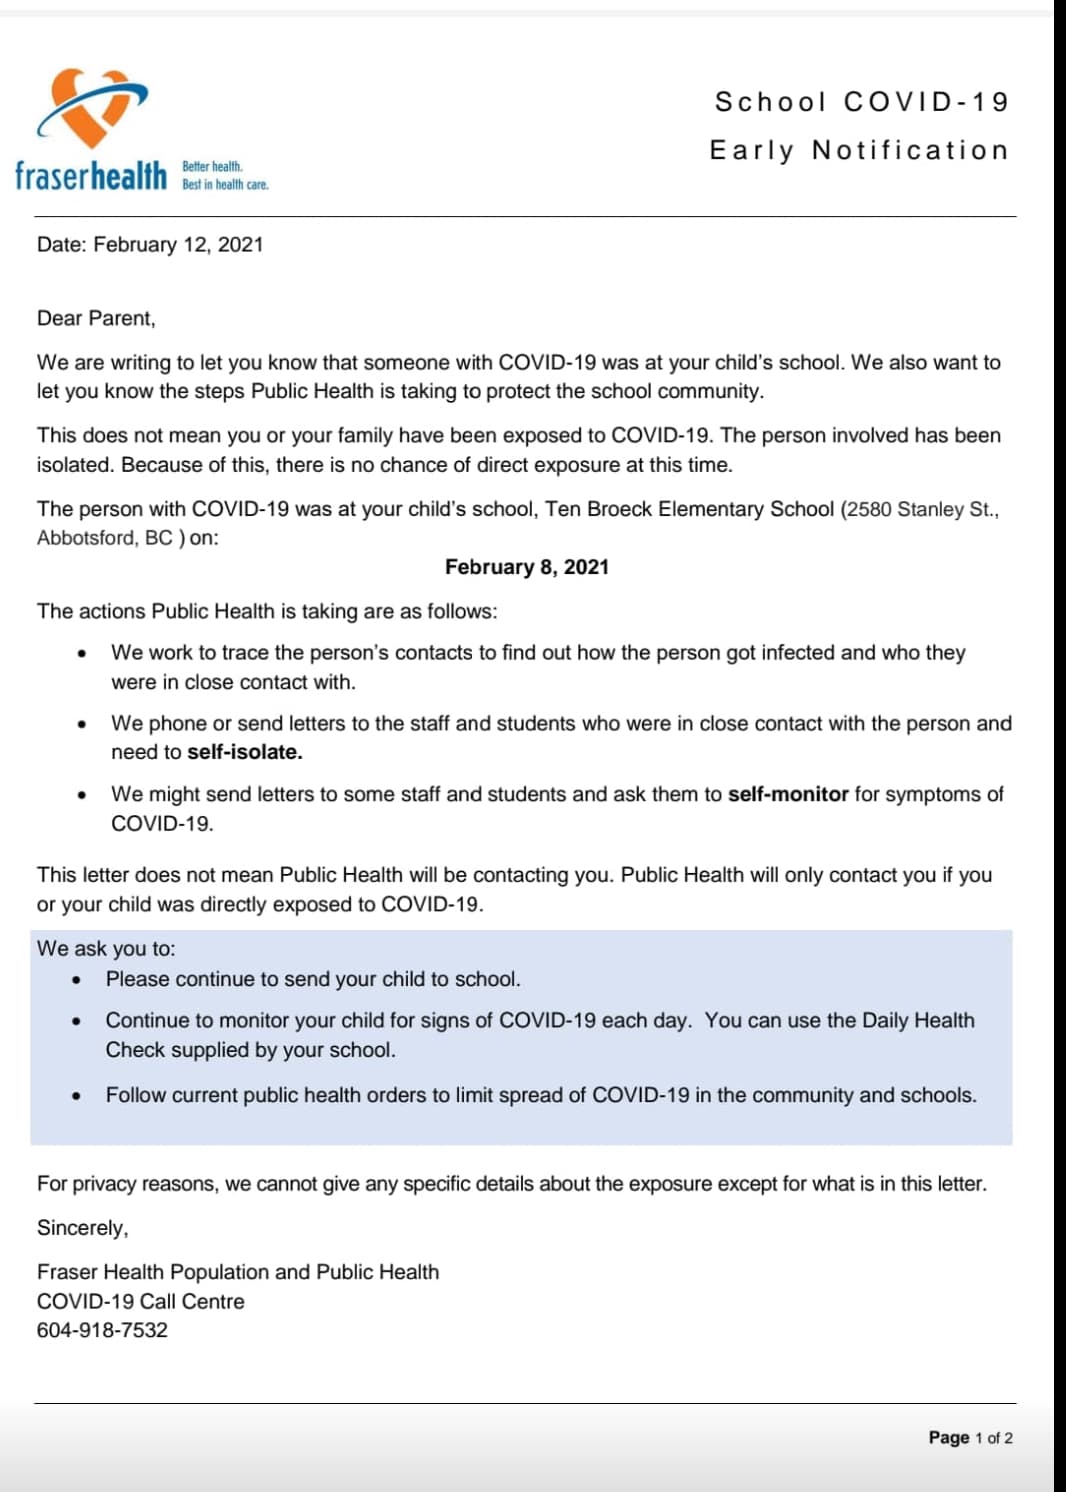 School COVID-19
Early Notification
fraserhealth
Better health.
Best in health care.
Date: February 12, 2021
Dear Parent,
We are writing to let you know that someone with COVID-19 was at your child's school. We also want to
let you know the steps Public Health is taking to protect the school community.
This does not mean you or your family have been exposed to COVID-19. The person involved has been
isolated. Because of this, there is no chance of direct exposure at this time.
The person with COVID-19 was at your child's school, Ten Broeck Elementary School (2580 Stanley St.,
Abbotsford, BC ) on:
February 8, 2021
The actions Public Health is taking are as follows:
• We work to trace the person's contacts to find out how the person got infected and who they
were in close contact with.
• We phone or send letters to the staff and students who were in close contact with the person and
need to self-isolate.
• We might send letters to some staff and students and ask them to self-monitor for symptoms of
COVID-19.
This letter does not mean Public Health will be contacting you. Public Health will only contact you if you
or your child was directly exposed to COVID-19.
We ask you to:
• Please continue to send your child to school.
• Continue to monitor your child for signs of COVID-19 each day.  You can use the Daily Health
Check supplied by your school.
• Follow current public health orders to limit spread of COVID-19 in the community and schools.
For privacy reasons, we cannot give any specific details about the exposure except for what is in this letter.
Sincerely,
Fraser Health Population and Public Health
COVID-19 Call Centre
604-918-7532
Page 1 of 2